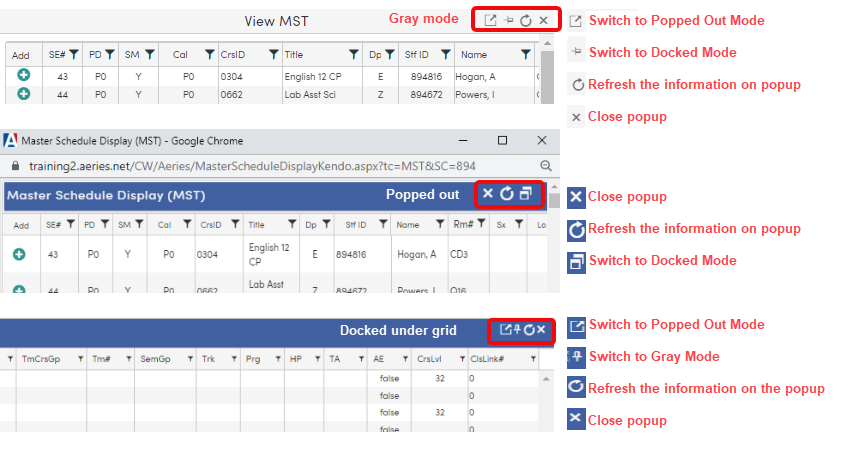 View MST
Gray mode
Switch to Popped Out Mode
Switch to Docked Mode
Refresh the information on popup
Close popup
Add SE# PD SM Cal CrsID Title Dp Stf ID Name
43 P0 Y P0 0304 English 12 CP E 894816 Hogan, A
44 P0 Y P0 0662 Lab Asst Sci Z 894672 Powers, I
Master Schedule Display (MST) - Google Chrome
training2.aeries.net/CW/Aeries/MasterScheduleDisplayKendo.aspx?tc=MST&SC=894
Master Schedule Display (MST)
Popped out
Close popup
Refresh the information on popup
Switch to Docked Mode
Add SE# PD SM Cal CrsID Title Dp Stf ID Name Rm# Sx Lo
43 P0 Y P0 0304 English 12 CP E 894816 Hogan, A CD3
44 P0 Y P0 0662 Lab Asst Z 894672 Powers, I O16
Docked under grid
Switch to Popped Out Mode
Switch to Gray Mode
Refresh the information on the popup
Close popup
TmCrsGp Tm# SemGp Trk Prg HP TA AE CrsLvl ClsLink#
false 32 0
false 0
false 32 0
false 0